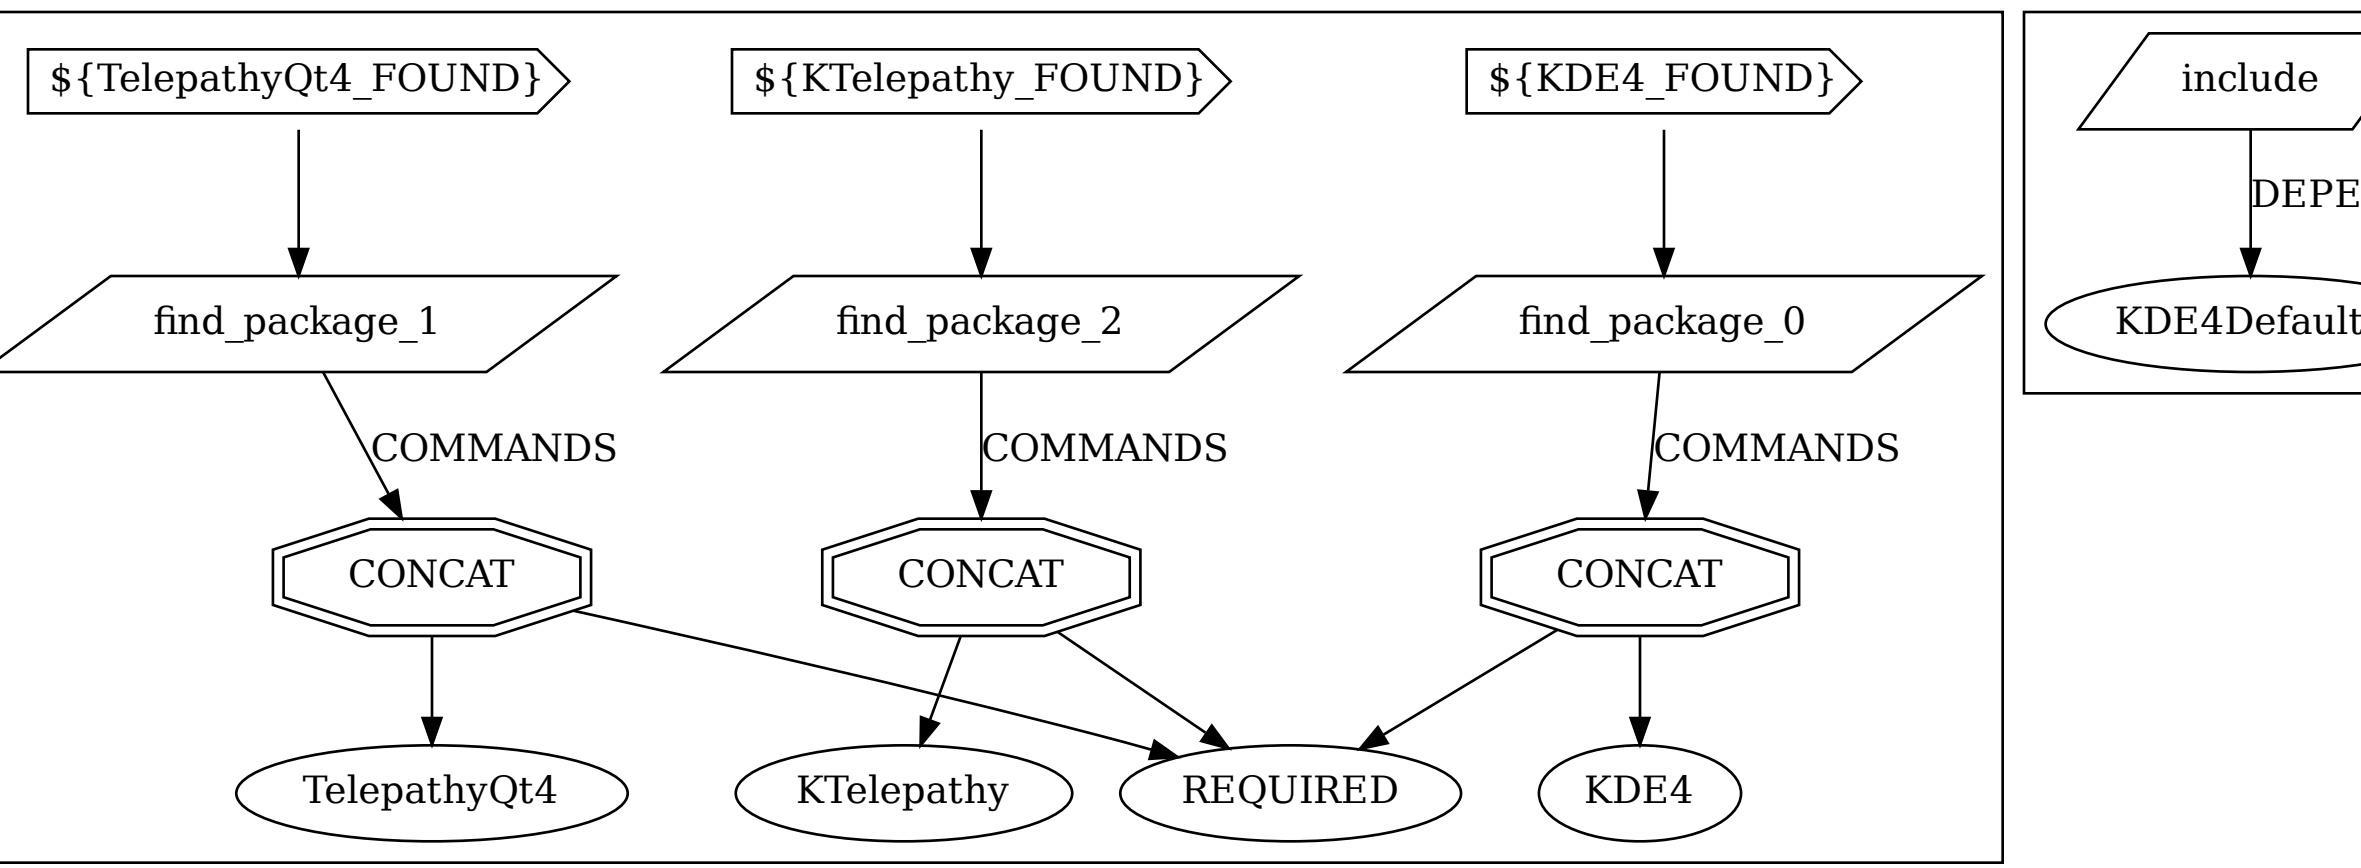 ${TelepathyQt4_FOUND}
${KTelepathy_FOUND}
${KDE4_FOUND}
include
DEPE
find_package_1
find_package_2
find_package_0
KDE4Default
COMMANDS
COMMANDS
COMMANDS
CONCAT
CONCAT
CONCAT
TelepathyQt4
KTelepathy
REQUIRED
KDE4